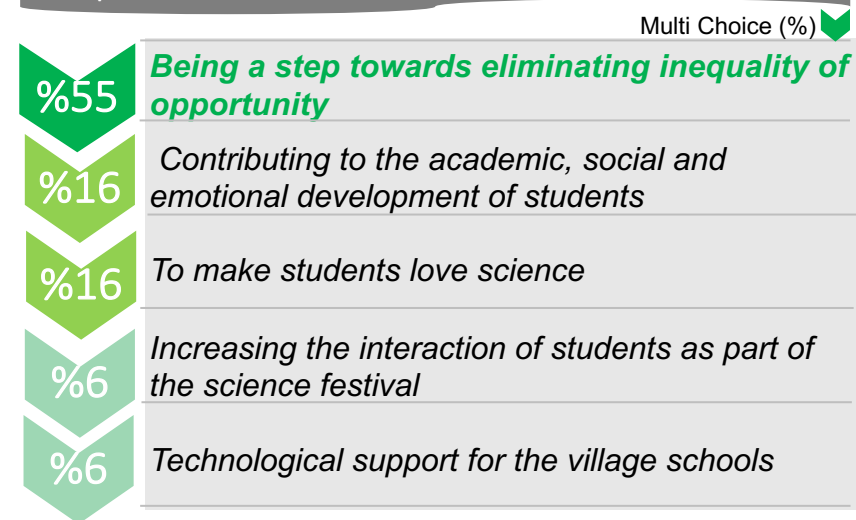 Multi Choice (%)
%55
Being a step towards eliminating inequality of
opportunity
%16
Contributing to the academic, social and
emotional development of students
%16
To make students love science
%6
Increasing the interaction of students as part of
the science festival
%6
Technological support for the village schools